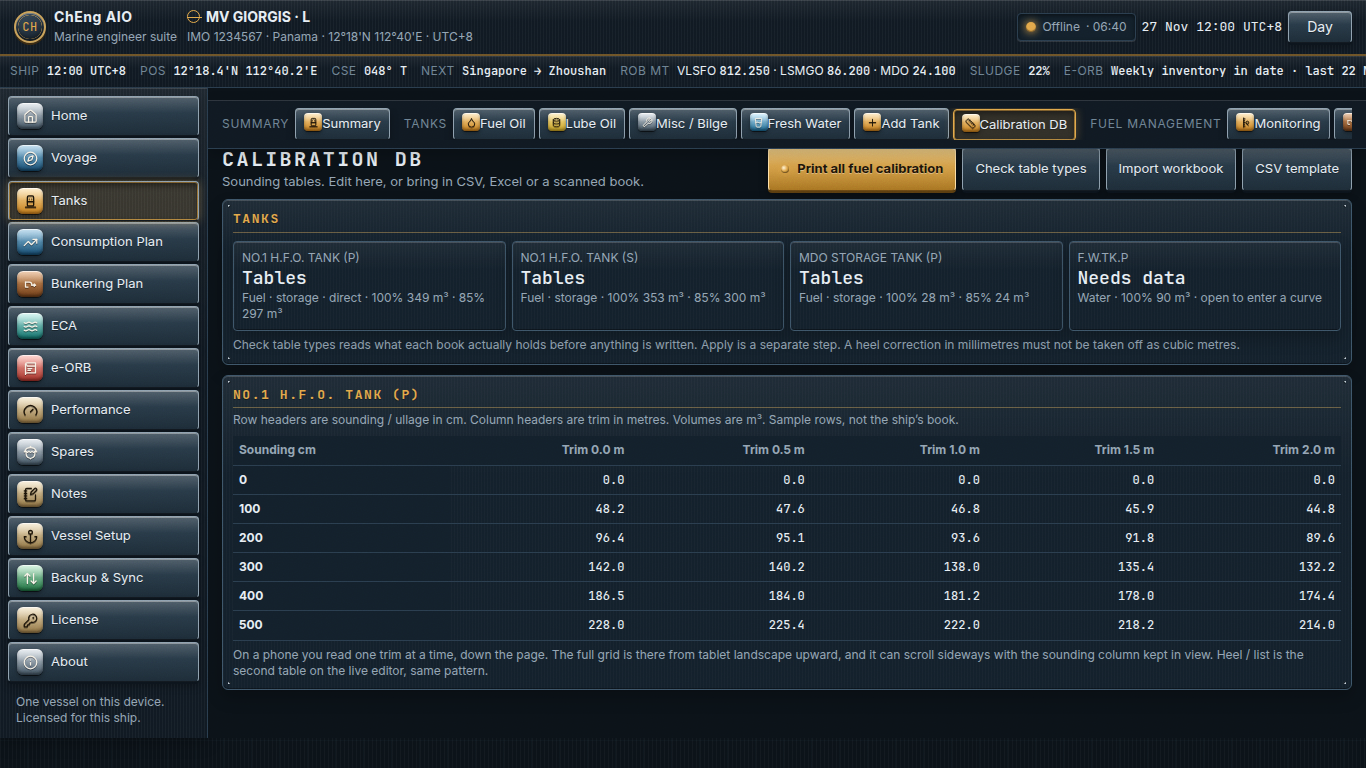 CH
ChEng AIO
Marine engineer suite
MV GIORGIS · L
IMO 1234567 · Panama · 12°18'N 112°40'E · UTC+8
Offline · 06:40
27 Nov 12:00 UTC+8
Day
SHIP 12:00 UTC+8 POS 12°18.4'N 112°40.2'E CSE 048° T NEXT Singapore → Zhoushan ROB MT VLSFO 812.250 · LSMGO 86.200 · MDO 24.100 SLUDGE 22% E-ORB Weekly inventory in date · last 22
Home
Voyage
Tanks
Consumption Plan
Bunkering Plan
ECA
e-ORB
Performance
Spares
Notes
Vessel Setup
Backup & Sync
License
About
One vessel on this device.
Licensed for this ship.
SUMMARY Summary TANKS Fuel Oil Lube Oil Misc / Bilge Fresh Water Add Tank Calibration DB FUEL MANAGEMENT Monitoring
CALIBRATION DB
Sounding tables. Edit here, or bring in CSV, Excel or a scanned book.
Print all fuel calibration
Check table types
Import workbook
CSV template
TANKS
NO.1 H.F.O. TANK (P)
Tables
Fuel · storage · direct · 100% 349 m³ · 85%
297 m³
NO.1 H.F.O. TANK (S)
Tables
Fuel · storage · 100% 353 m³ · 85% 300 m³
MDO STORAGE TANK (P)
Tables
Fuel · storage · 100% 28 m³ · 85% 24 m³
F.W.TK.P
Needs data
Water · 100% 90 m³ · open to enter a curve
Check table types reads what each book actually holds before anything is written. Apply is a separate step. A heel correction in millimetres must not be taken off as cubic metres.
NO.1 H.F.O. TANK (P)
Row headers are sounding / ullage in cm. Column headers are trim in metres. Volumes are m³. Sample rows, not the ship's book.
Sounding cm Trim 0.0 m Trim 0.5 m Trim 1.0 m Trim 1.5 m Trim 2.0 m
0 0.0 0.0 0.0 0.0 0.0
100 48.2 47.6 46.8 45.9 44.8
200 96.4 95.1 93.6 91.8 89.6
300 142.0 140.2 138.0 135.4 132.2
400 186.5 184.0 181.2 178.0 174.4
500 228.0 225.4 222.0 218.2 214.0
On a phone you read one trim at a time, down the page. The full grid is there from tablet landscape upward, and it can scroll sideways with the sounding column kept in view. Heel / list is the
second table on the live editor, same pattern.